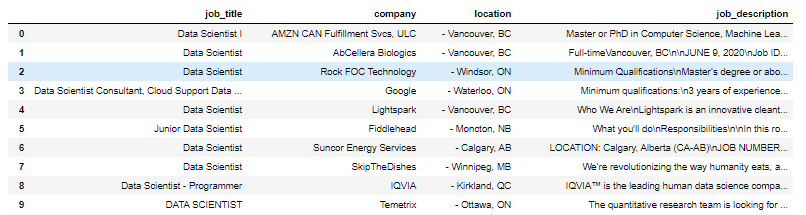 job_title company location job_description
0 Data Scientist I AMZN CAN Fulfillment Svcs, ULC - Vancouver, BC Master or PhD in Computer Science, Machine Lea...
1 Data Scientist AbCellera Biologics - Vancouver, BC Full-timeVancouver, BC\n\nJUNE 9, 2020\nJob ID...
2 Data Scientist Rock FOC Technology - Windsor, ON Minimum Qualifications\nMaster's degree or abo...
3 Data Scientist Consultant, Cloud Support Data ... Google - Waterloo, ON Minimum qualifications:\n3 years of experience...
4 Data Scientist Lightspark - Vancouver, BC Who We Are\nLightspark is an innovative cleant...
5 Junior Data Scientist Fiddlehead - Moncton, NB What you'll do\nResponsibilities\n\nIn this ro...
6 Data Scientist Suncor Energy Services - Calgary, AB LOCATION: Calgary, Alberta (CA-AB)\nJOB NUMBER...
7 Data Scientist SkipTheDishes - Winnipeg, MB We're revolutionizing the way humanity eats, a...
8 Data Scientist - Programmer IQVIA - Kirkland, QC IQVIA™ is the leading human data science compa...
9 DATA SCIENTIST Temetrix - Ottawa, ON The quantitative research team is looking for ...